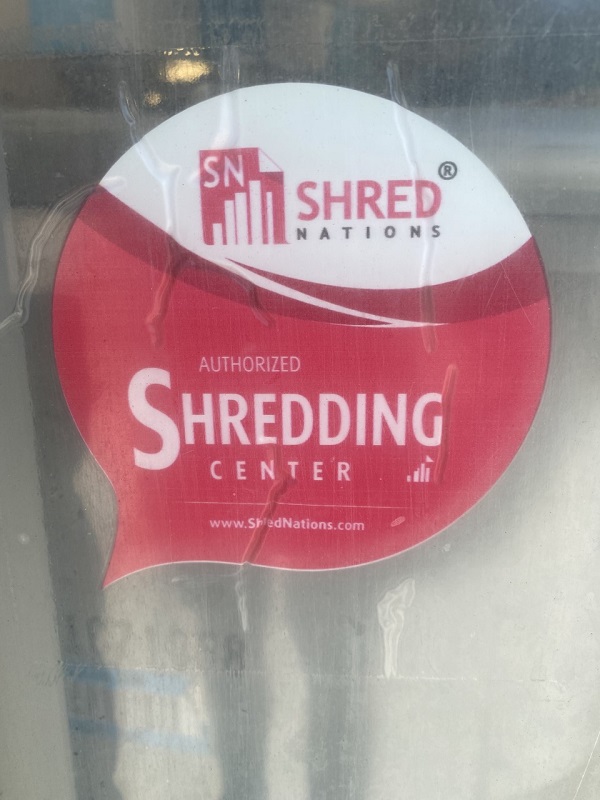 SN
SHRED®
NATIONS
AUTHORIZED
SHREDDING
CENTER
www.ShredNations.com